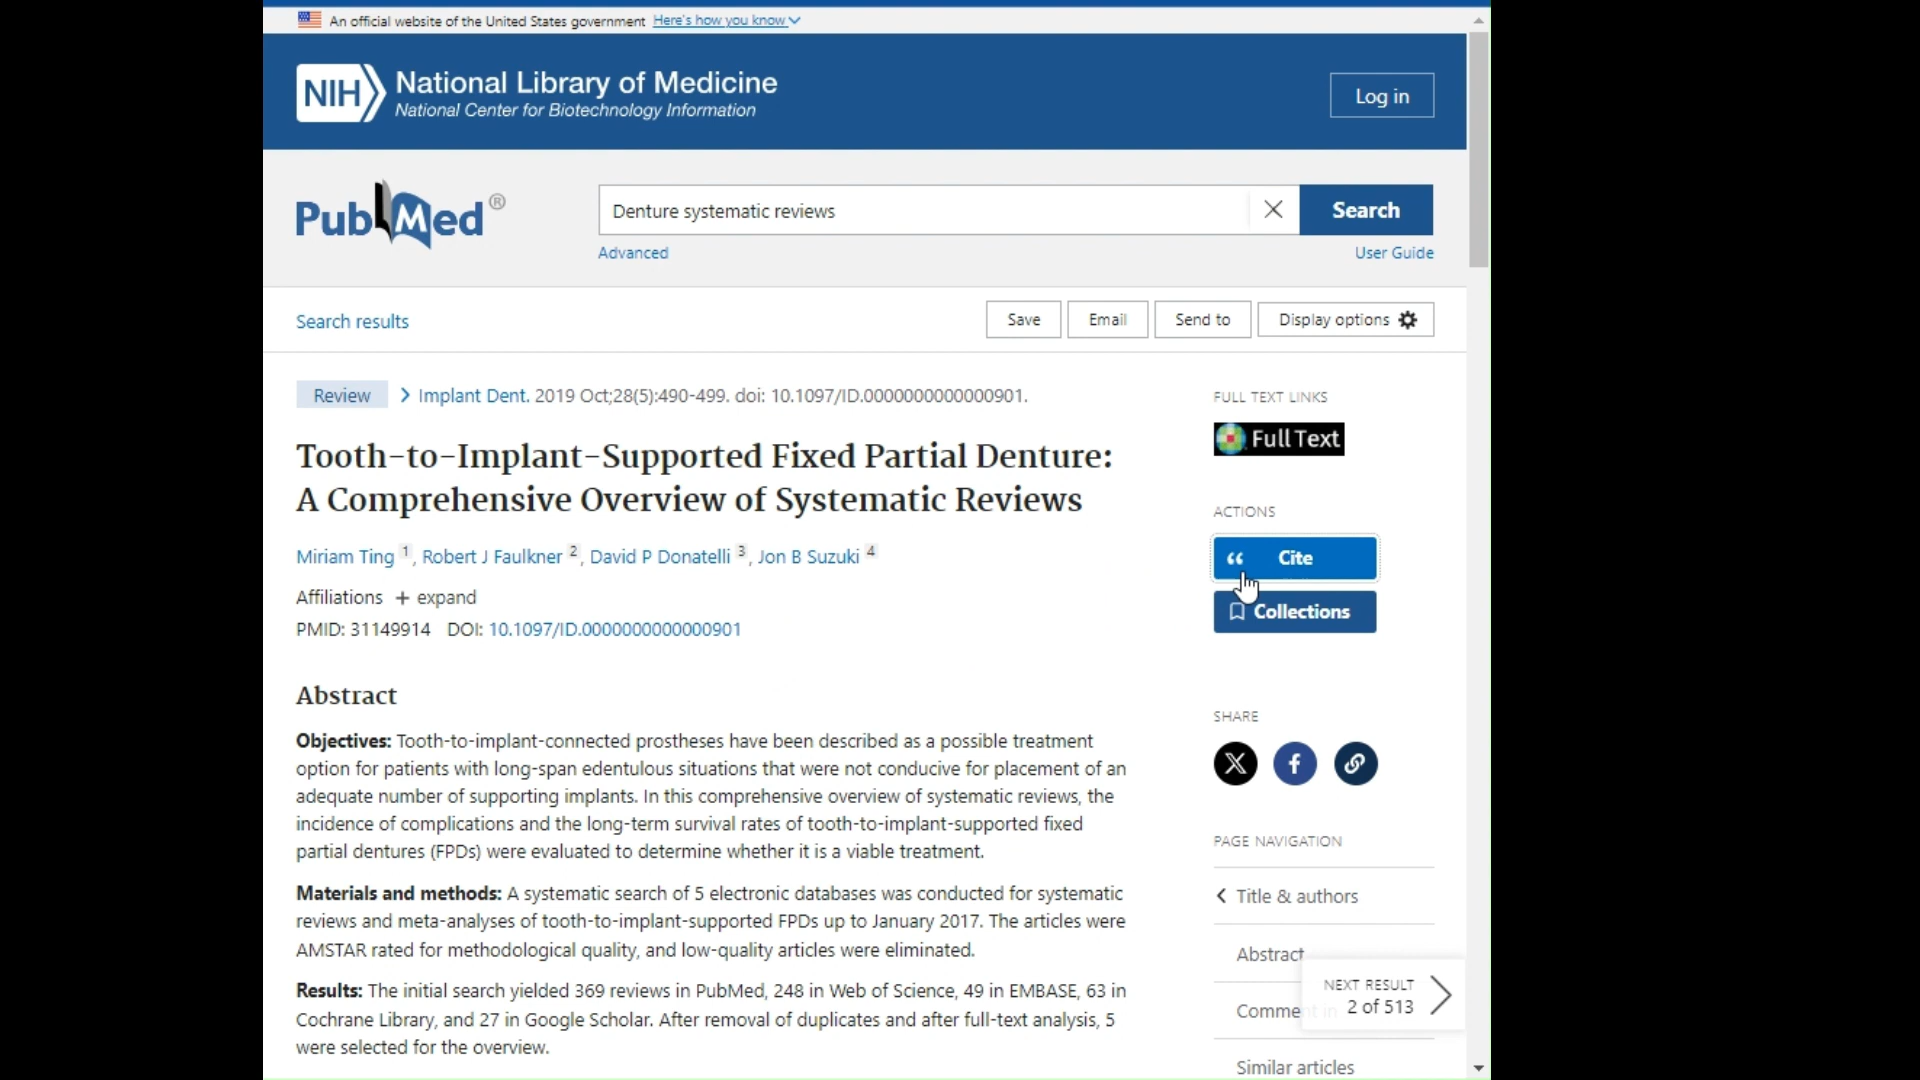 An official website of the United States government Here's how you know
NIH National Library of Medicine
National Center for Biotechnology Information
Log in
PubMed®
Denture systematic reviews
Search
Advanced
User Guide
Search results
Save
Email
Send to
Display options
Review
Implant Dent. 2019 Oct;28(5):490-499. doi: 10.1097/ID.0000000000000901.
Tooth-to-Implant-Supported Fixed Partial Denture:
A Comprehensive Overview of Systematic Reviews
Miriam Ting 1, Robert J Faulkner 2, David P Donatelli 3, Jon B Suzuki 4
Affiliations + expand
PMID: 31149914 DOI: 10.1097/ID.0000000000000901
Abstract
Objectives: Tooth-to-implant-connected prostheses have been described as a possible treatment
option for patients with long-span edentulous situations that were not conducive for placement of an
adequate number of supporting implants. In this comprehensive overview of systematic reviews, the
incidence of complications and the long-term survival rates of tooth-to-implant-supported fixed
partial dentures (FPDs) were evaluated to determine whether it is a viable treatment.
Materials and methods: A systematic search of 5 electronic databases was conducted for systematic
reviews and meta-analyses of tooth-to-implant-supported FPDs up to January 2017. The articles were
AMSTAR rated for methodological quality, and low-quality articles were eliminated.
Results: The initial search yielded 369 reviews in PubMed, 248 in Web of Science, 49 in EMBASE, 63 in
Cochrane Library, and 27 in Google Scholar. After removal of duplicates and after full-text analysis, 5
were selected for the overview.
FULL TEXT LINKS
Full Text
ACTIONS
Cite
Collections
SHARE
PAGE NAVIGATION
Title & authors
Abstract
Comment in
Similar articles
NEXT RESULT
2 of 513